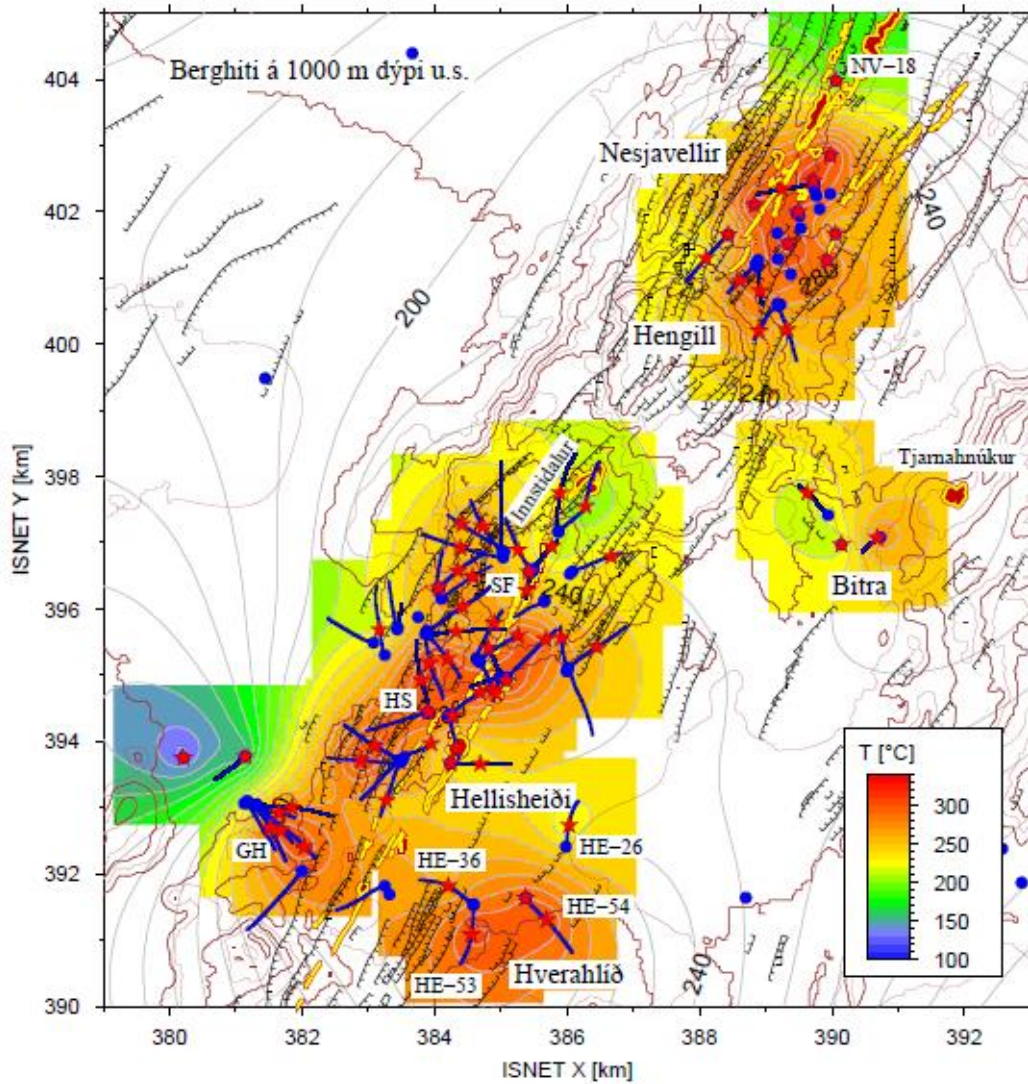 Berghiti á 1000 m dýpi u.s.
NV–18
Nesjavellir
240
200
280
Hengill
240
Tjarnahnúkur
Innstidalur
SF
240
Bitra
HS
Hellisheiði
GH
HE–36
HE–26
HE–54
HE–53
Hverahlíð
240
T [°C]
300
250
200
150
100
404
402
400
398
396
394
392
390
380
382
384
386
388
390
392
ISNET X [km]
ISNET Y [km]